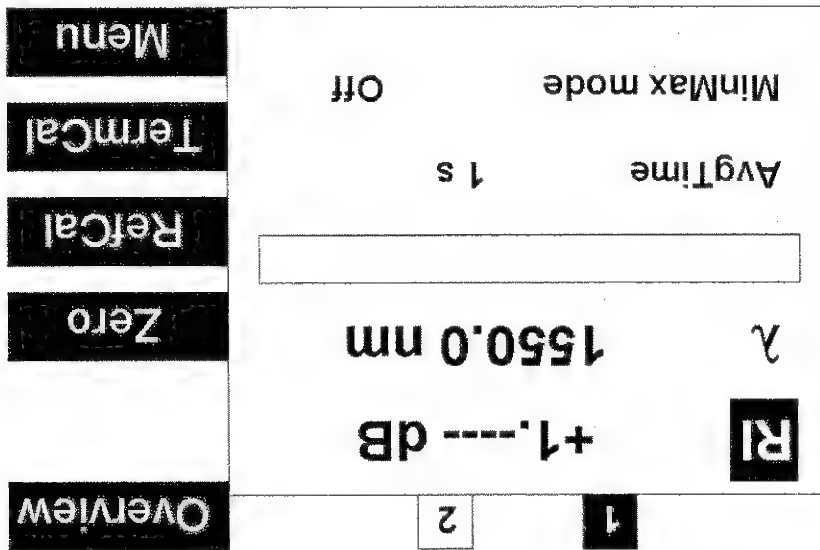 1 2 Overview
RI +1.---- dB
λ 1550.0 nm Zero
RefCal
AvgTime 1 s TermCal
MinMax mode Off Menu